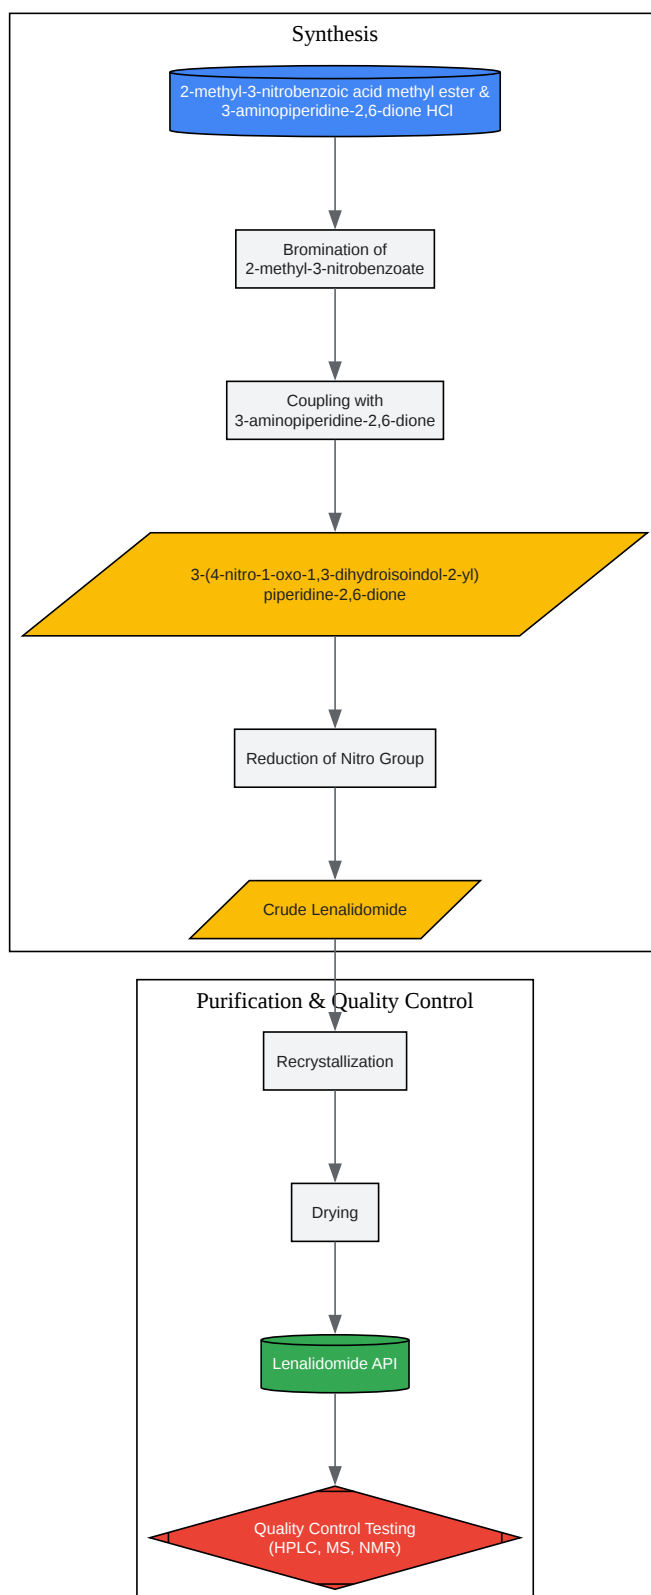 Synthesis
2-methyl-3-nitrobenzoic acid methyl ester &
3-aminopiperidine-2,6-dione HCl
Bromination of
2-methyl-3-nitrobenzoate
Coupling with
3-aminopiperidine-2,6-dione
3-(4-nitro-1-oxo-1,3-dihydroisoindol-2-yl)
piperidine-2,6-dione
Reduction of Nitro Group
Crude Lenalidomide
Purification & Quality Control
Recrystallization
Drying
Lenalidomide API
Quality Control Testing
(HPLC, MS, NMR)